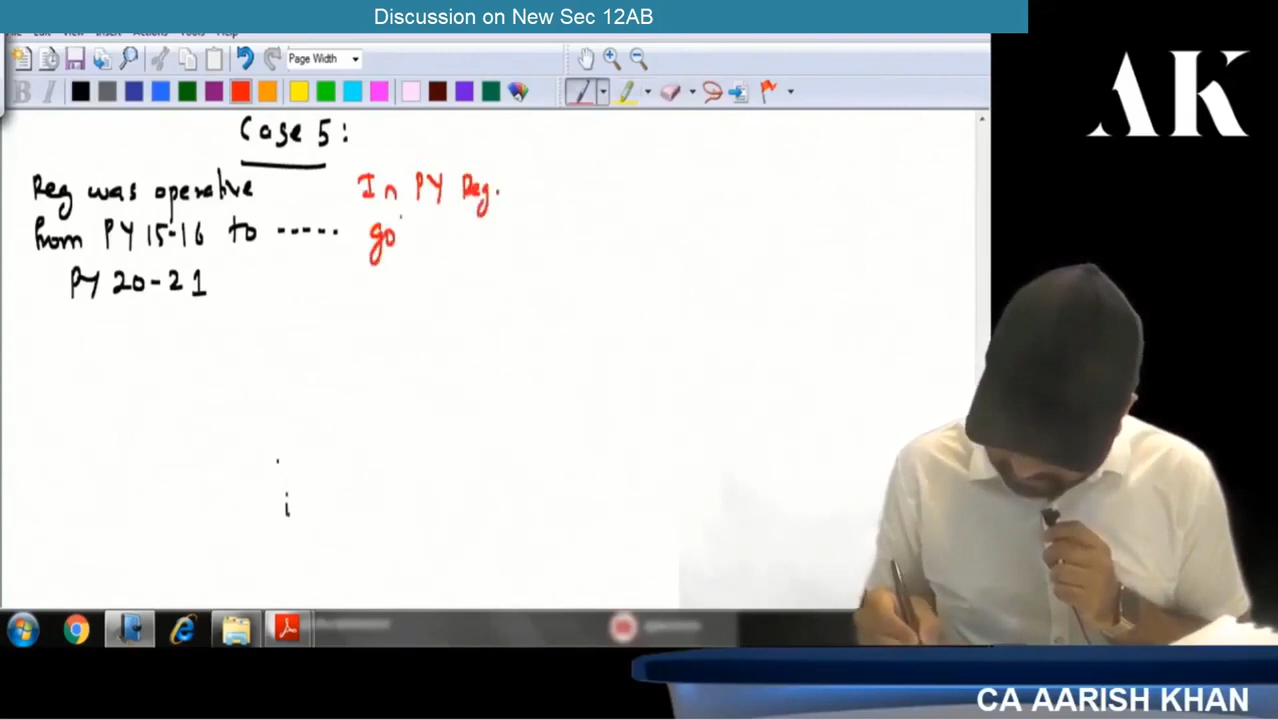 Discussion on New Sec 12AB
Page Width
AK
Case 5:
Reg was operative
from PY 15-16 to -----
PY 20-21
In PY Reg.
go
i
CA AARISH KHAN